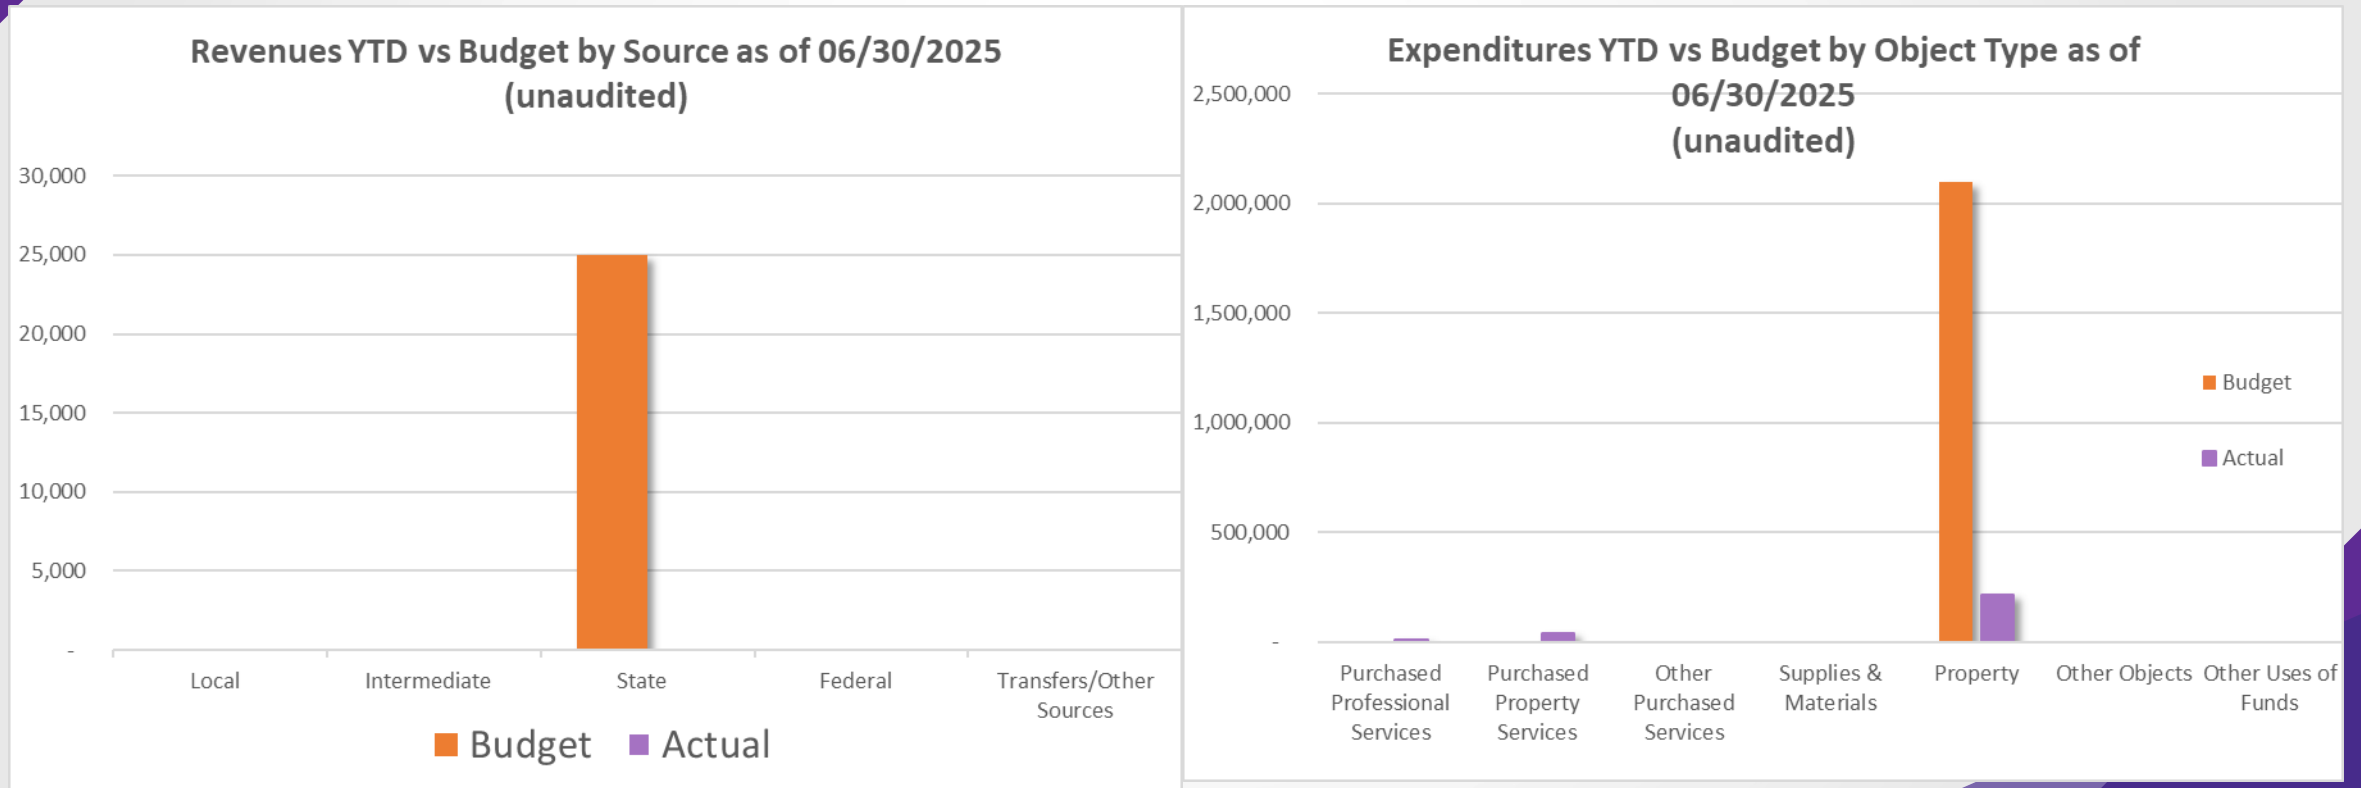 Revenues YTD vs Budget by Source as of 06/30/2025
(unaudited)
30,000
25,000
20,000
15,000
10,000
5,000
-
Local
Intermediate
State
Federal
Transfers/Other
Sources
Budget
Actual
Expenditures YTD vs Budget by Object Type as of
06/30/2025
(unaudited)
2,500,000
2,000,000
1,500,000
1,000,000
500,000
-
Budget
Actual
Purchased
Professional
Services
Purchased
Property
Services
Other
Purchased
Services
Supplies &
Materials
Property
Other Objects
Other Uses of
Funds